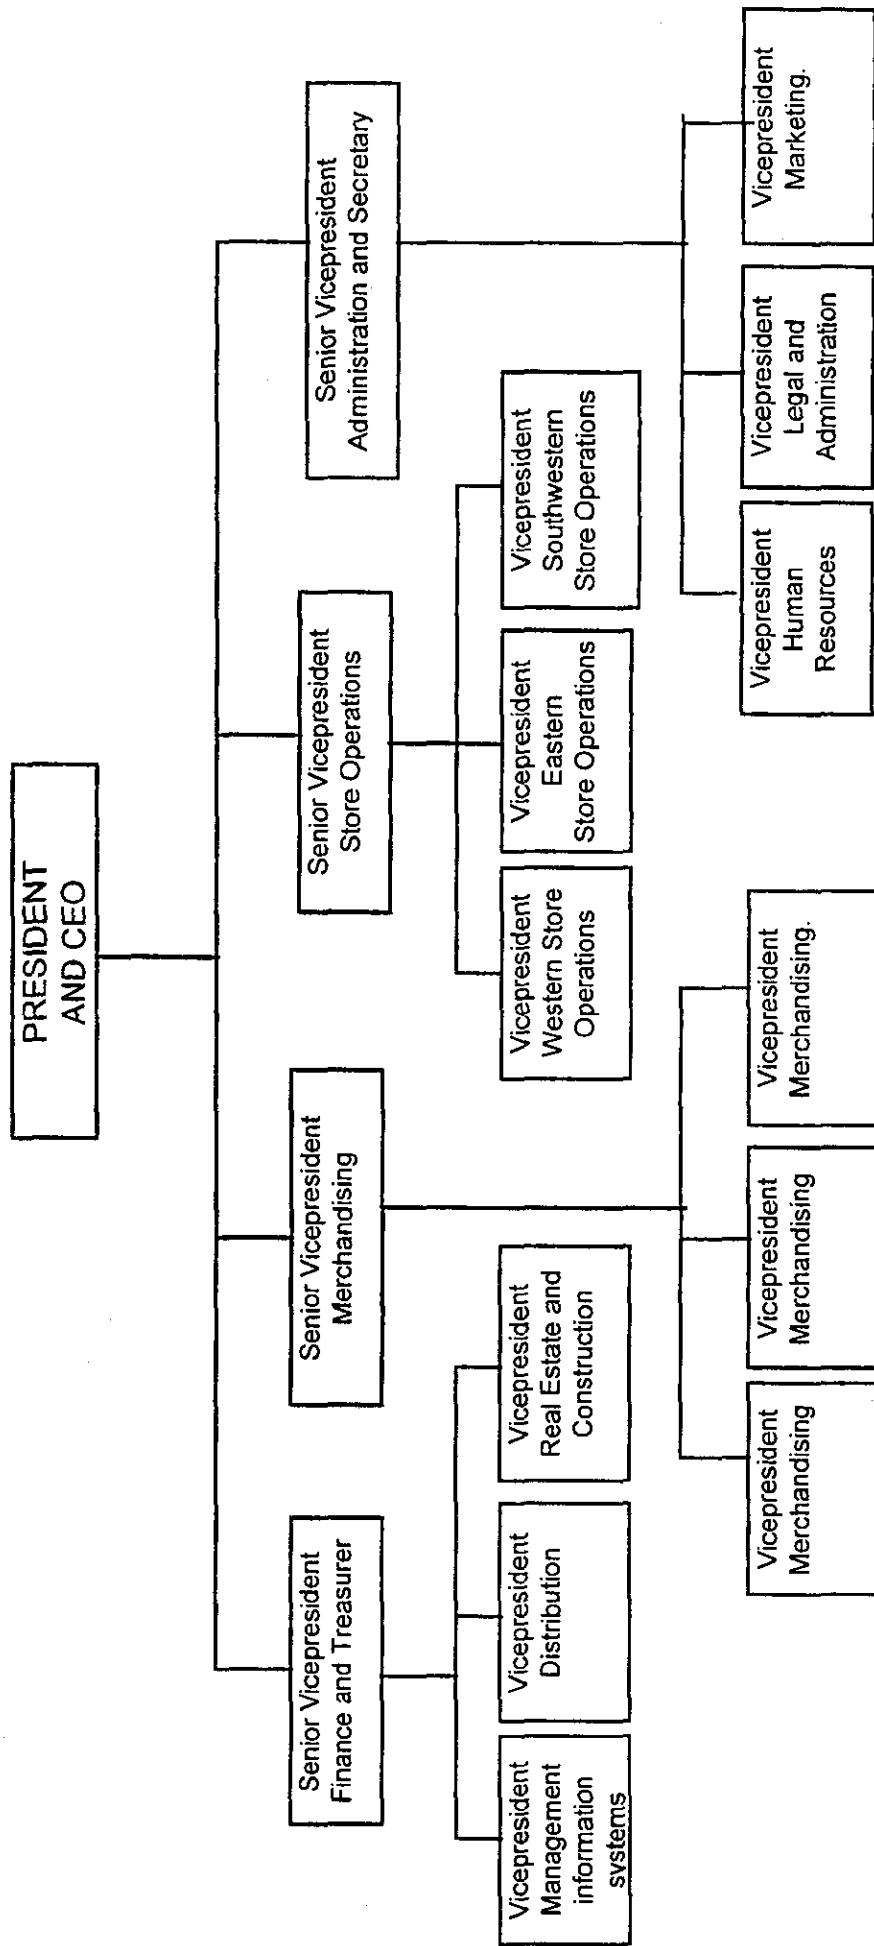 PRESIDENT
AND CEO
Senior Vicepresident
Finance and Treasurer
Senior Vicepresident
Merchandising
Senior Vicepresident
Store Operations
Senior Vicepresident
Administration and Secretary
Vicepresident
Management
information
systems
Vicepresident
Distribution
Vicepresident
Real Estate and
Construction
Vicepresident
Western Store
Operations
Vicepresident
Eastern
Store Operations
Vicepresident
Southwestern
Store Operations
Vicepresident
Merchandising
Vicepresident
Merchandising
Vicepresident
Merchandising.
Vicepresident
Human
Resources
Vicepresident
Legal and
Administration
Vicepresident
Marketing.